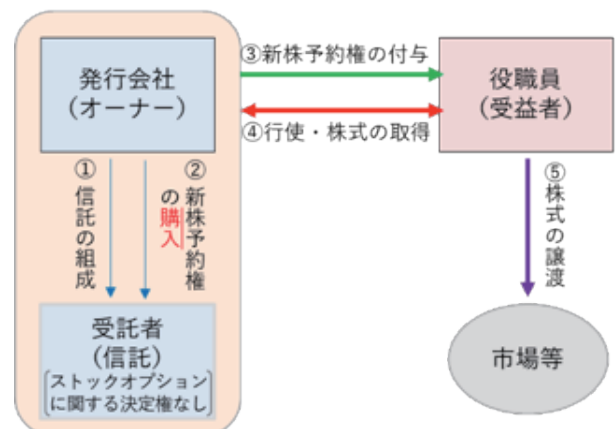 発行会社
(オーナー)
③新株予約権の付与
④行使・株式の取得
役職員
(受益者)
①信託の組成
②新株予約権
の購入
⑤株式の譲渡
受託者
(信託)
ストックオプション
に関する決定権なし
市場等